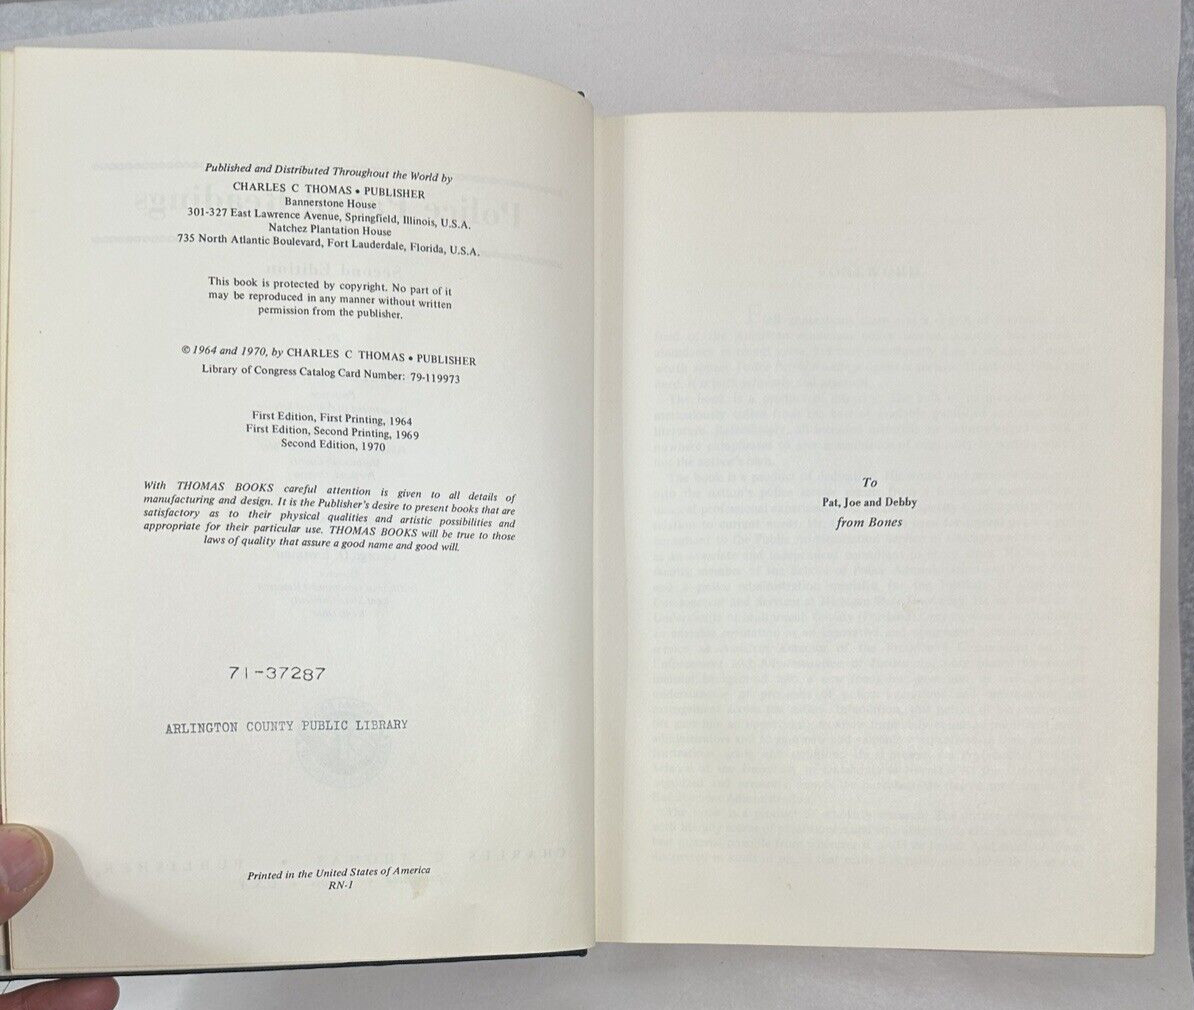 Published and Distributed Throughout the World by
CHARLES C THOMAS • PUBLISHER
Bannerstone House
301-327 East Lawrence Avenue, Springfield, Illinois, U.S.A.
Natchez Plantation House
735 North Atlantic Boulevard, Fort Lauderdale, Florida, U.S.A.
This book is protected by copyright. No part of it
may be reproduced in any manner without written
permission from the publisher.
© 1964 and 1970, by CHARLES C THOMAS • PUBLISHER
Library of Congress Catalog Card Number: 79-119973
First Edition, First Printing, 1964
First Edition, Second Printing, 1969
Second Edition, 1970
With THOMAS BOOKS careful attention is given to all details of
manufacturing and design. It is the Publisher's desire to present books that are
satisfactory as to their physical qualities and artistic possibilities and
appropriate for their particular use. THOMAS BOOKS will be true to those
laws of quality that assure a good name and good will.
71-37287
ARLINGTON COUNTY PUBLIC LIBRARY
Printed in the United States of America
RN-1
To
Pat, Joe and Debby
from Bones